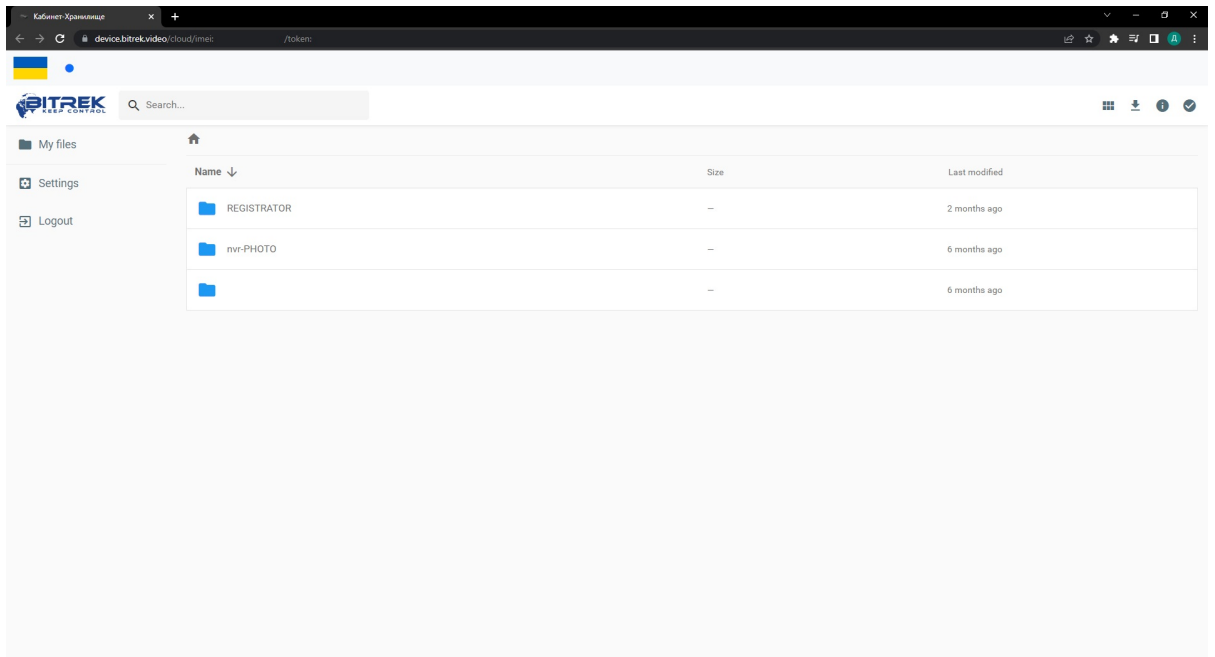 Кабинет-Хранилище
device.bitrek.video/cloud/imei: /token:
Д
BITREK
KEEP CONTROL
Search...
My files
Settings
Logout
Name Size Last modified
REGISTRATOR — 2 months ago
nvr-PHOTO — 6 months ago
— 6 months ago